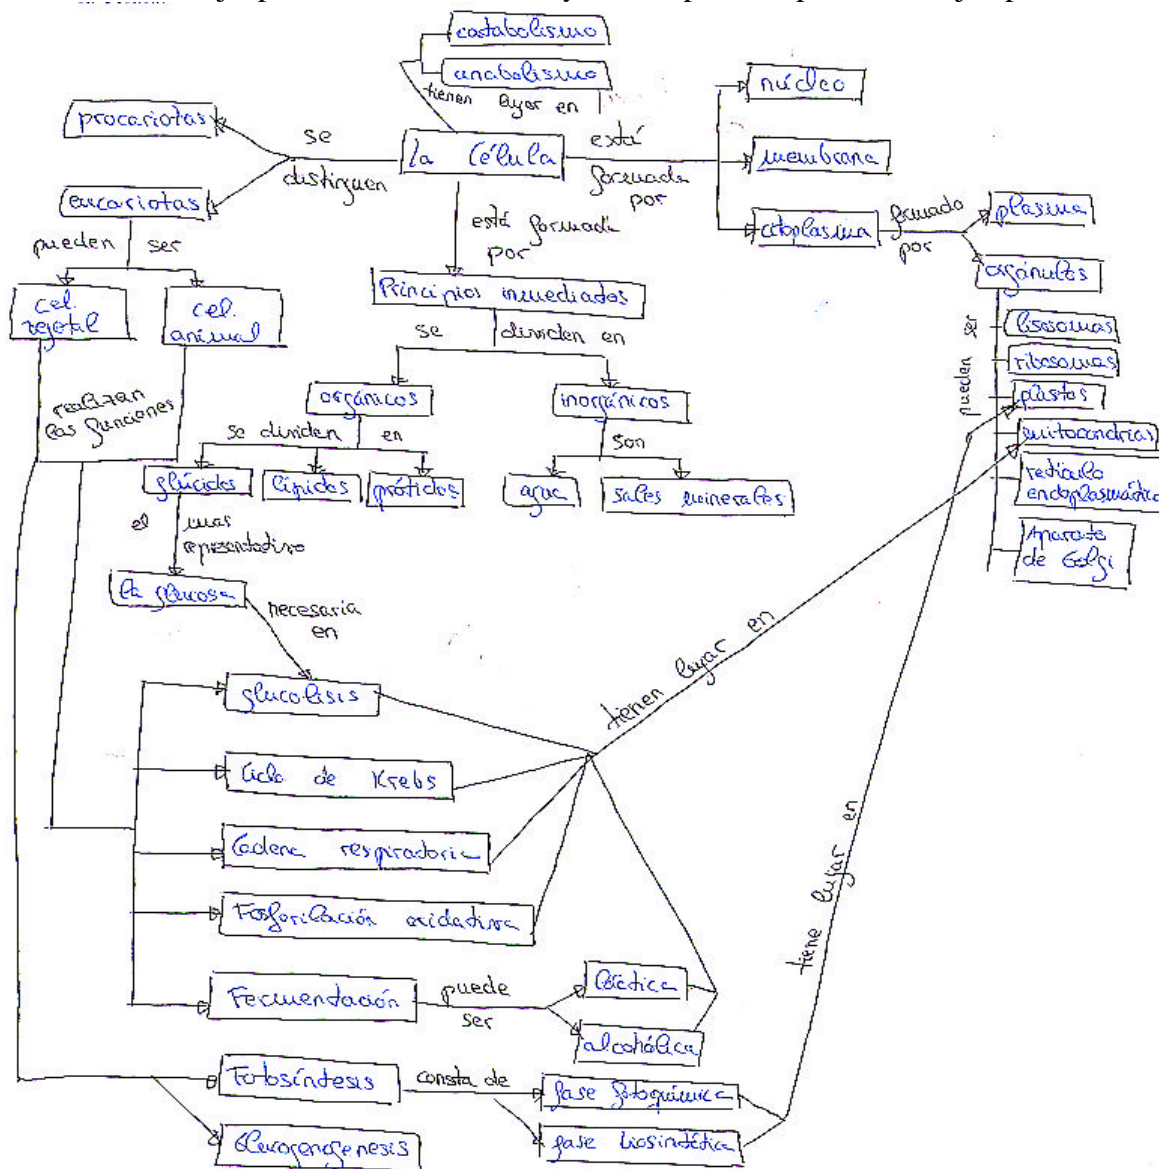 castabolismo
anabolismo
tienen lugar en
núcleo
procariotas
se
distinguen
la Célula
está
formada
por
membrana
eucariotas
pueden ser
está formada
por
citoplasma
formado
por
plasma
orgánulos
cel.
vegetal
cel.
animal
Principios inmediados
se dividen en
pueden ser
lisosomas
ribosomas
plastos
mitocondrias
retículo
endoplasmático
Aparato
de Golgi
realizan
las funciones
orgánicos
inorgánicos
se dividen en
son
glúcidos
lípidos
prótidos
agua
sales minerales
el mas
representativo
la glucosa
necesaria
en
glucolisis
tienen lugar en
Ciclo de Krebs
Cadena respiratoria
Fosforilación oxidativa
tiene lugar en
Fermentación
puede
ser
láctica
alcohólica
Fotosíntesis
consta de
fase fotoquímica
fase biosintética